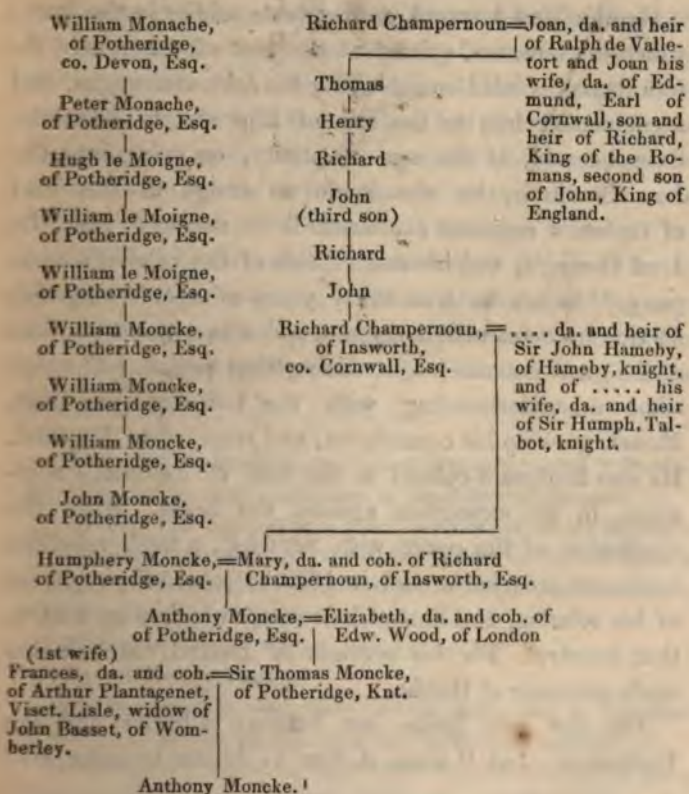 William Monache,
of Potheridge,
co. Devon, Esq.
Peter Monache,
of Potheridge, Esq.
Hugh le Moigne,
of Potheridge, Esq.
William le Moigne,
of Potheridge, Esq.
William le Moigne,
of Potheridge, Esq.
William Moncke,
of Potheridge, Esq.
William Moncke,
of Potheridge, Esq.
William Moncke,
of Potheridge, Esq.
John Moncke,
of Potheridge, Esq.
Richard Champernoun=Joan, da. and heir
of Ralph de Valle-
tort and Joan his
wife, da. of Ed-
mund, Earl of
Cornwall, son and
heir of Richard,
King of the Ro-
mans, second son
of John, King of
England.
Thomas
Henry
Richard
John
(third son)
Richard
John
Richard Champernoun,=.... da. and heir of
of Insworth,
co. Cornwall, Esq.
Sir John Hameby,
of Hameby, knight,
and of ..... his
wife, da. and heir
of Sir Humph. Tal-
bot, knight.
Humphery Moncke,=Mary, da. and coh. of Richard
of Potheridge, Esq. Champernoun, of Insworth, Esq.
Anthony Moncke,=Elizabeth, da. and coh. of
of Potheridge, Esq. Edw. Wood, of London
(1st wife)
Frances, da. and coh.=Sir Thomas Moncke,
of Arthur Plantagenet, of Potheridge, Knt.
Visct. Lisle, widow of
John Basset, of Wom-
berley.
Anthony Moncke. 1